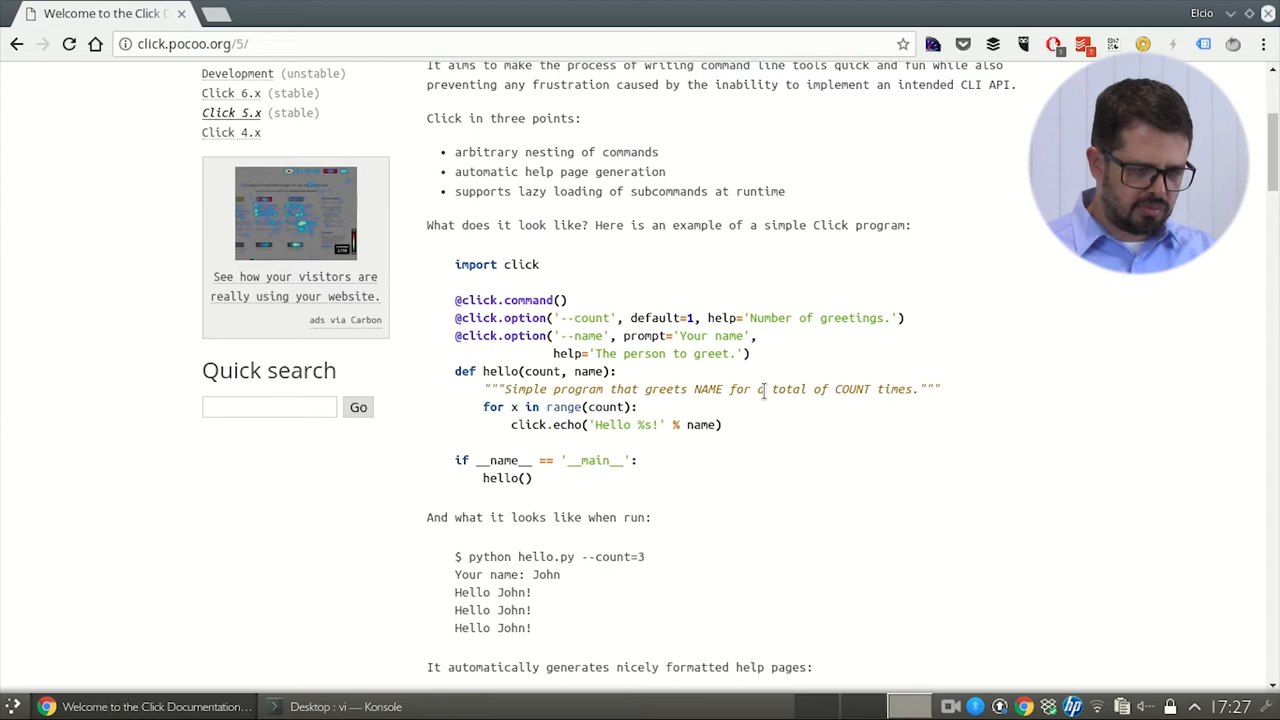 Welcome to the Click D
Elcio
click.pocoo.org/5/
It aims to make the process of writing command line tools quick and fun while also
preventing any frustration caused by the inability to implement an intended CLI API.
Development (unstable)
Click 6.x (stable)
Click 5.x (stable)
Click 4.x
See how your visitors are
really using your website.
ads via Carbon
Quick search
Go
Click in three points:
• arbitrary nesting of commands
• automatic help page generation
• supports lazy loading of subcommands at runtime
What does it look like? Here is an example of a simple Click program:
import click
@click.command()
@click.option('--count', default=1, help='Number of greetings.')
@click.option('--name', prompt='Your name',
help='The person to greet.')
def hello(count, name):
"""Simple program that greets NAME for a total of COUNT times."""
for x in range(count):
click.echo('Hello %s!' % name)
if __name__ == '__main__':
hello()
And what it looks like when run:
$ python hello.py --count=3
Your name: John
Hello John!
Hello John!
Hello John!
It automatically generates nicely formatted help pages:
Welcome to the Click Documentation...
Desktop : vi — Konsole
17:27